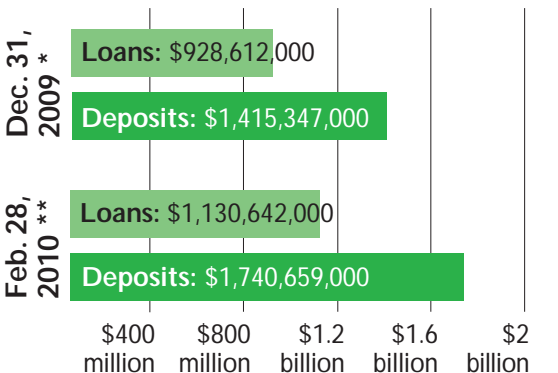 Dec. 31,
2009 *
Loans: $928,612,000
Deposits: $1,415,347,000
Feb. 28,
2010 **
Loans: $1,130,642,000
Deposits: $1,740,659,000
$400 $800 $1.2 $1.6 $2
million million billion billion billion